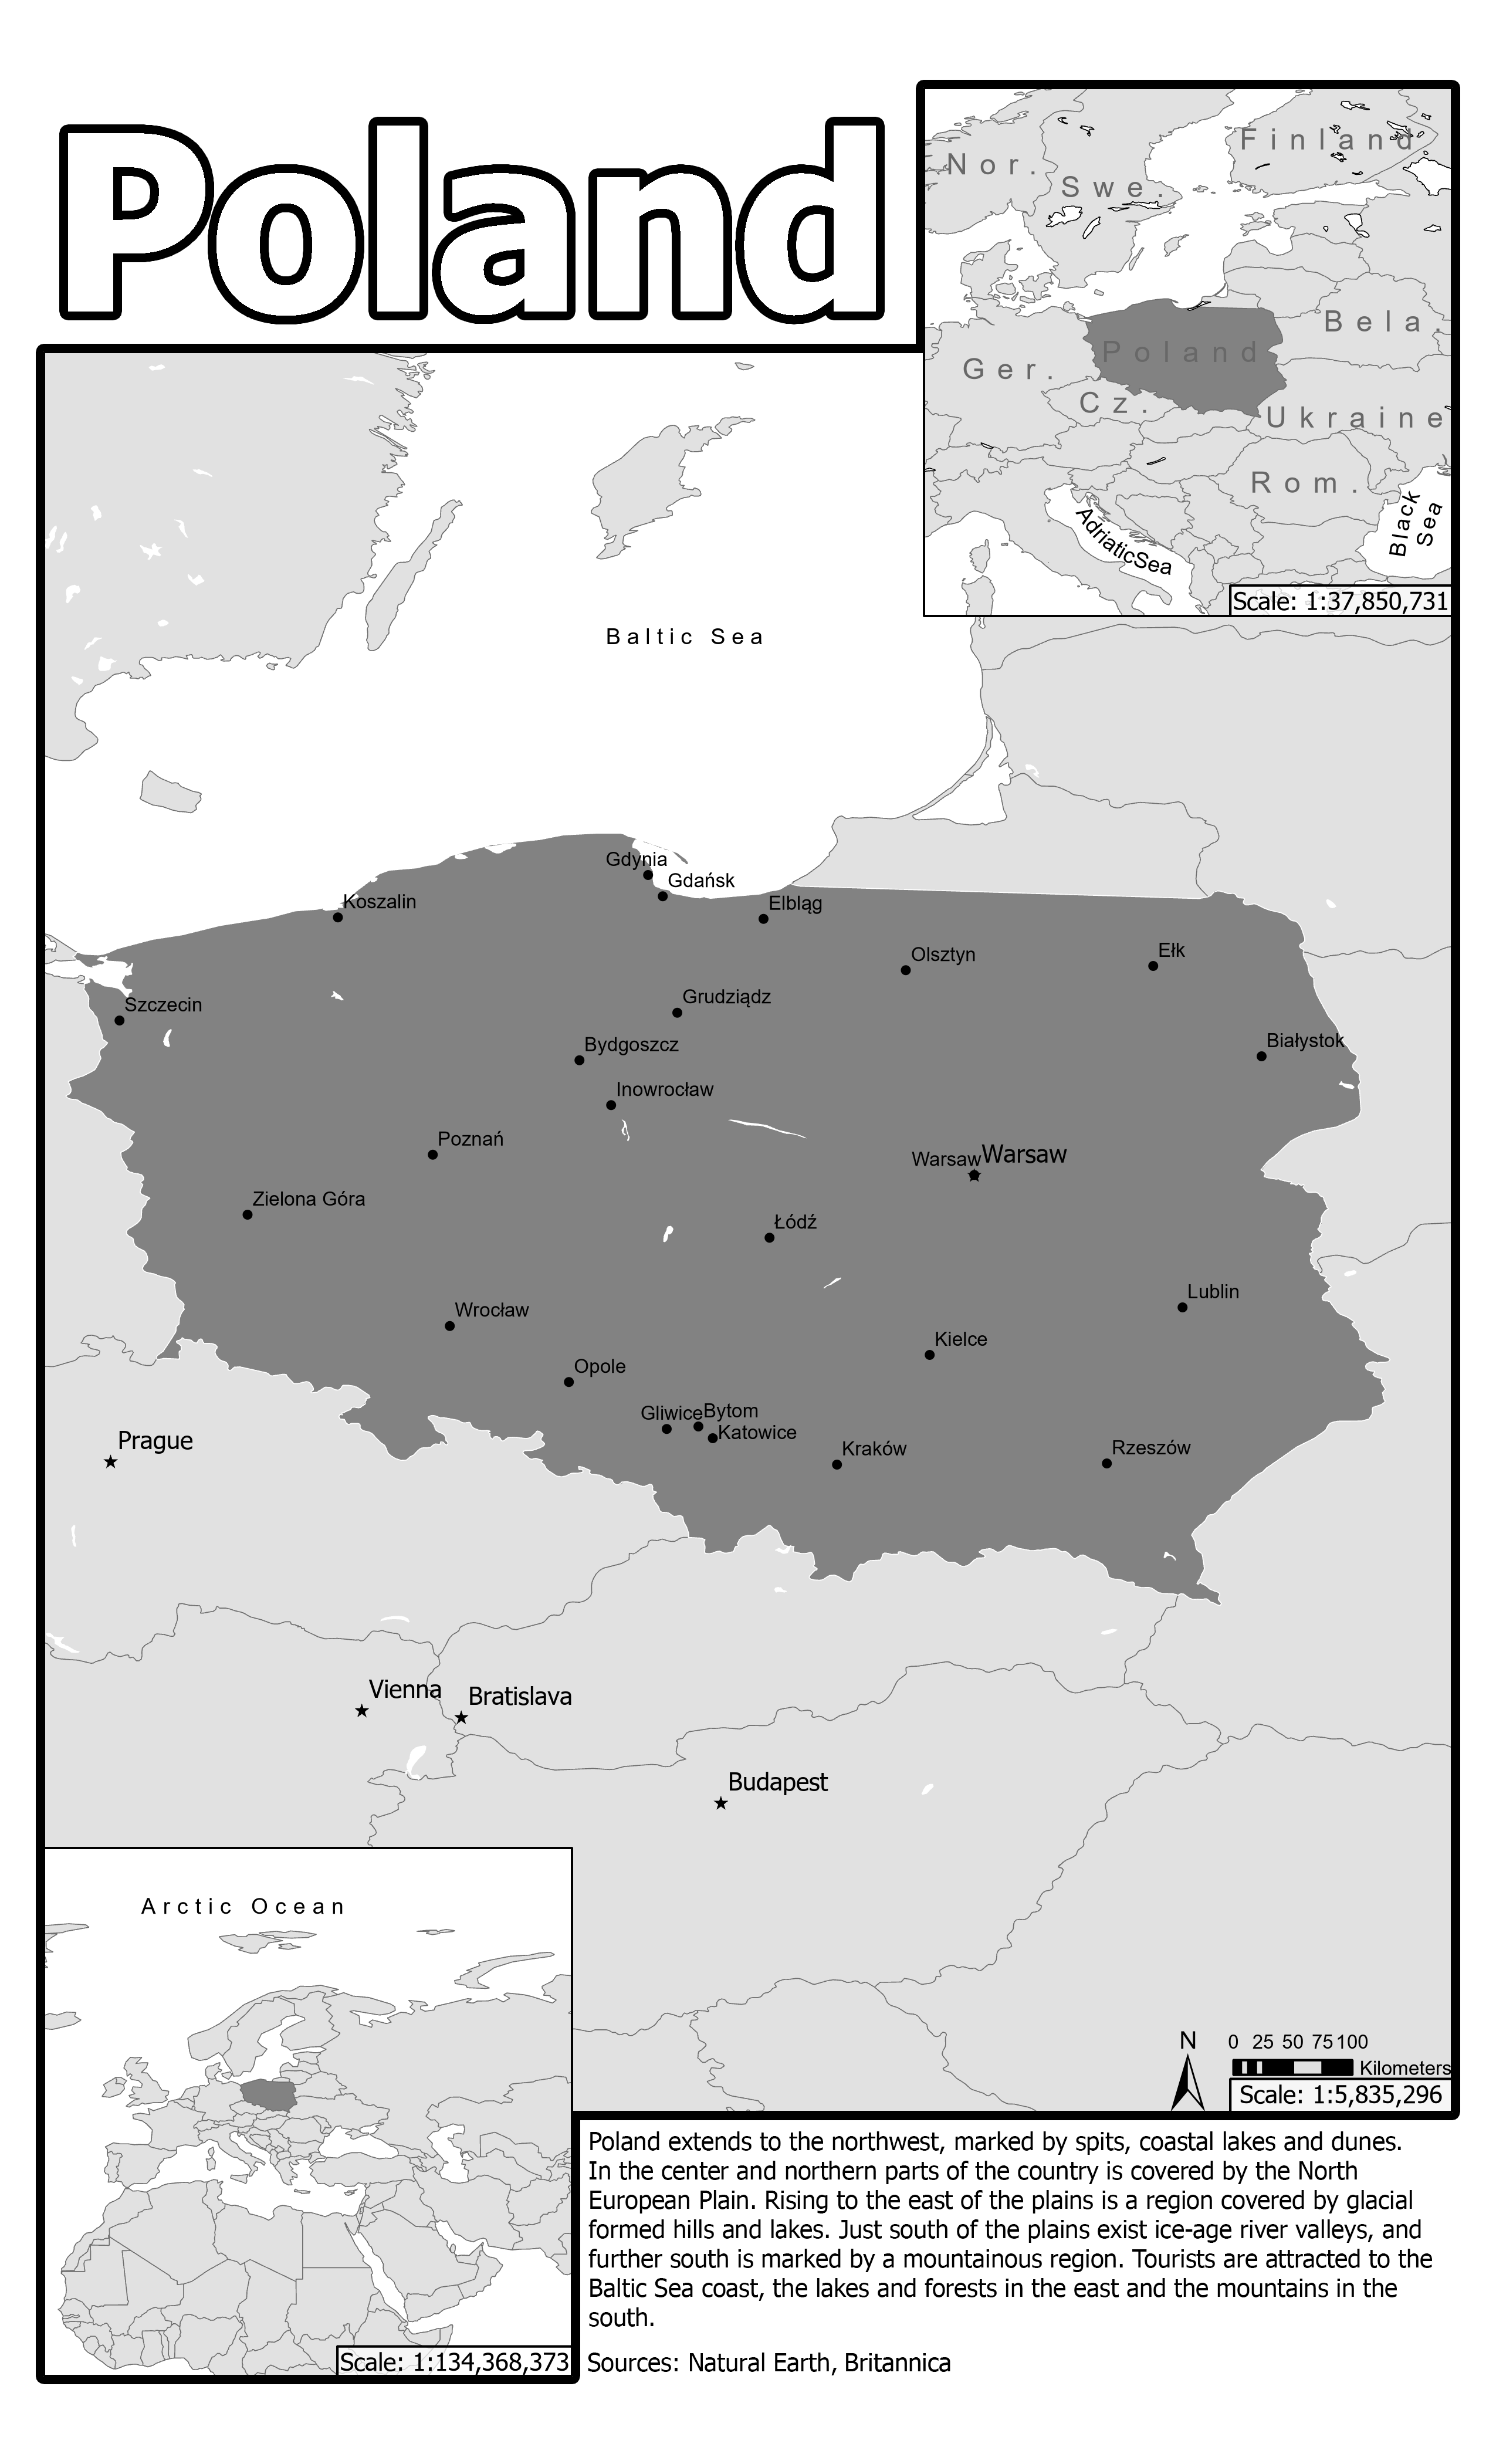 Poland
Nor.
Swe.
Finland
Bela.
Poland
Ger.
Cz.
Ukraine
Rom.
Black
Sea
AdriaticSea
Scale: 1:37,850,731
Baltic Sea
Gdynia
Gdańsk
Koszalin
Elbląg
Olsztyn
Ełk
Grudziądz
Szczecin
Bydgoszcz
Białystok
Inowrocław
Poznań
Warsaw Warsaw
Zielona Góra
Łódź
Lublin
Wrocław
Kielce
Opole
Gliwice Bytom
Katowice
Prague
Kraków
Rzeszów
Vienna
Bratislava
Budapest
Arctic Ocean
N
0 25 50 75 100
Kilometers
Scale: 1:5,835,296
Scale: 1:134,368,373
Poland extends to the northwest, marked by spits, coastal lakes and dunes.
In the center and northern parts of the country is covered by the North
European Plain. Rising to the east of the plains is a region covered by glacial
formed hills and lakes. Just south of the plains exist ice-age river valleys, and
further south is marked by a mountainous region. Tourists are attracted to the
Baltic Sea coast, the lakes and forests in the east and the mountains in the
south.
Sources: Natural Earth, Britannica